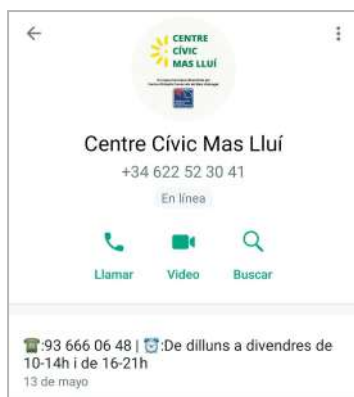 CENTRE
CÍVIC
MAS LLUÍ
Centre Cívic Mas Lluí
+34 622 52 30 41
En línea
Llamar Video Buscar
☎:93 666 06 48 | ⏰:De dilluns a divendres de
10-14h i de 16-21h
13 de mayo